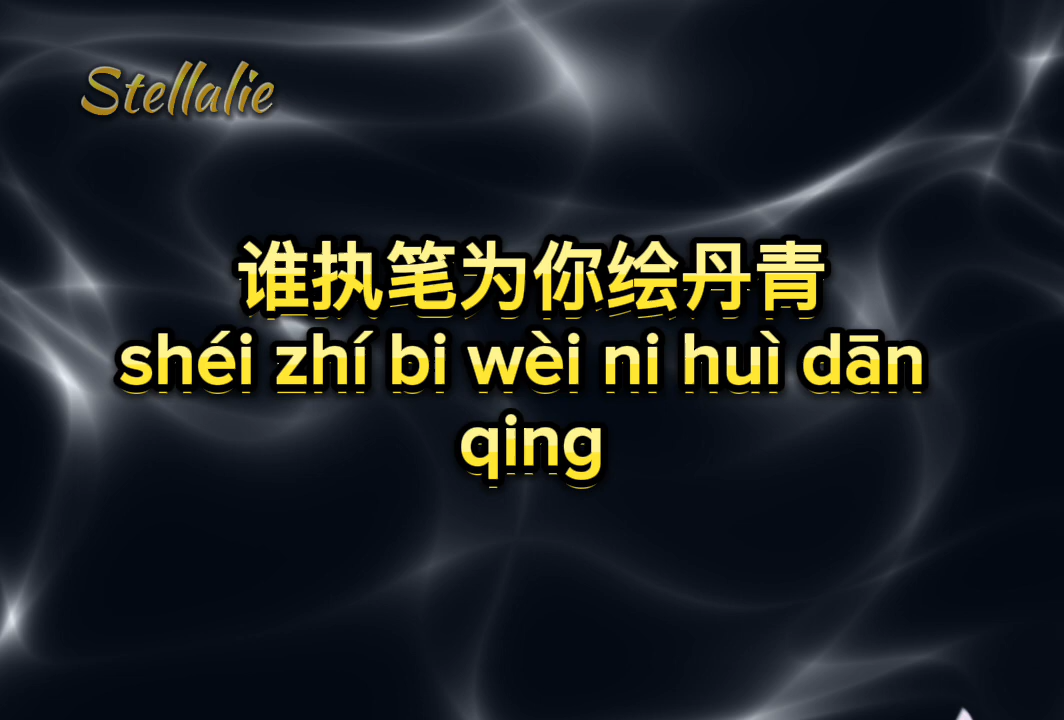 Stellalie
谁执笔为你绘丹青
shéi zhí bi wèi ni huì dān
qing